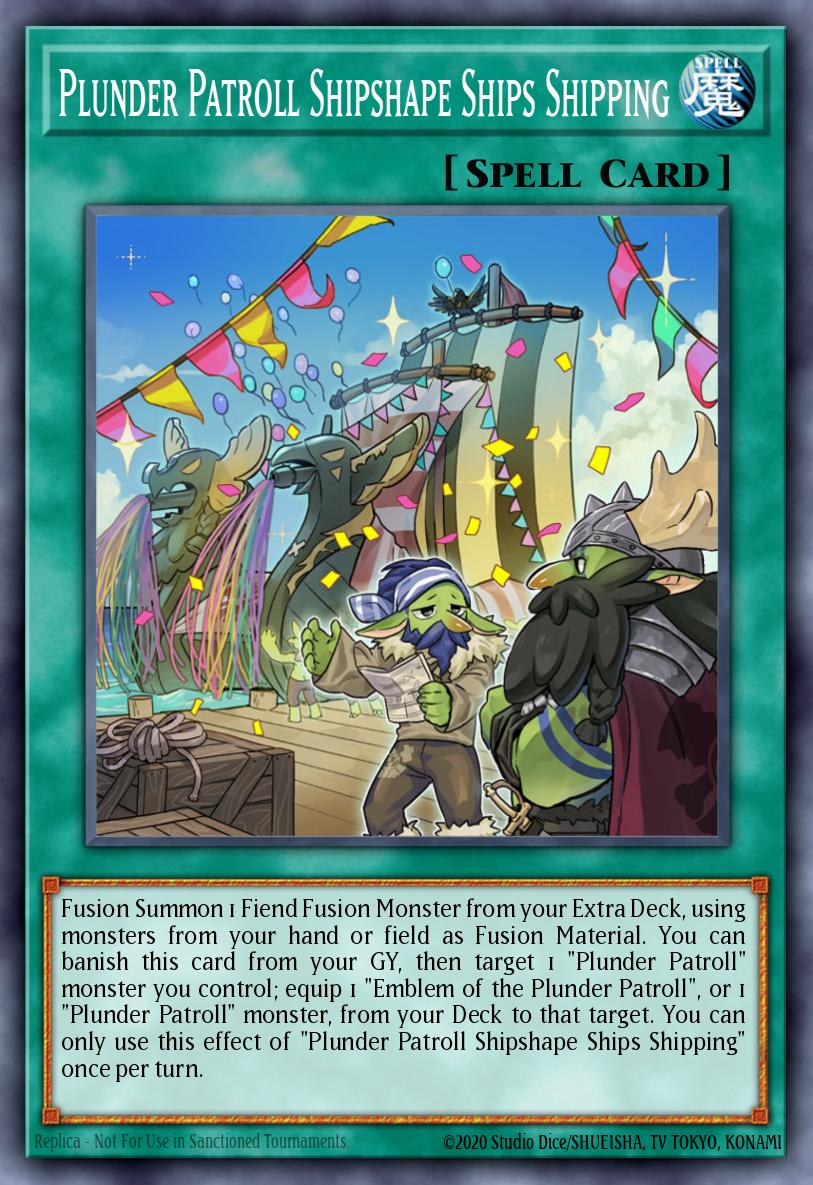 Plunder Patroll Shipshape Ships Shipping
SPELL
魔
[ Spell Card ]
Fusion Summon 1 Fiend Fusion Monster from your Extra Deck, using
monsters from your hand or field as Fusion Material. You can
banish this card from your GY, then target 1 "Plunder Patroll"
monster you control; equip 1 "Emblem of the Plunder Patroll", or 1
"Plunder Patroll" monster, from your Deck to that target. You can
only use this effect of "Plunder Patroll Shipshape Ships Shipping"
once per turn.
Replica - Not For Use in Sanctioned Tournaments.
©2020 Studio Dice/SHUEISHA, TV TOKYO, KONAMI